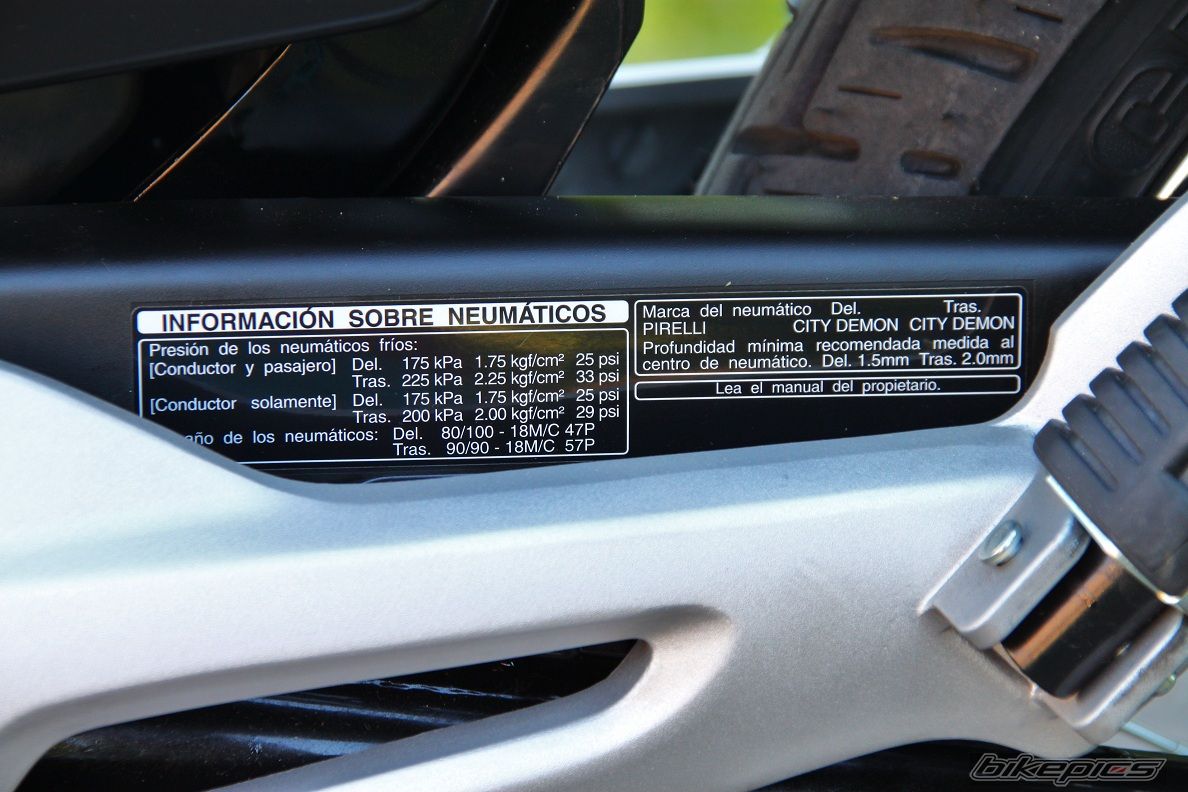 INFORMACIÓN SOBRE NEUMÁTICOS
Presión de los neumáticos fríos:
[Conductor y pasajero] Del. 175 kPa 1.75 kgf/cm² 25 psi
Tras. 225 kPa 2.25 kgf/cm² 33 psi
[Conductor solamente] Del. 175 kPa 1.75 kgf/cm² 25 psi
Tras. 200 kPa 2.00 kgf/cm² 29 psi
año de los neumáticos: Del. 80/100 - 18M/C 47P
Tras. 90/90 - 18M/C 57P
Marca del neumático Del. Tras.
PIRELLI CITY DEMON CITY DEMON
Profundidad mínima recomendada medida al
centro de neumático. Del. 1.5mm Tras. 2.0mm
Lea el manual del propietario.
bikepics